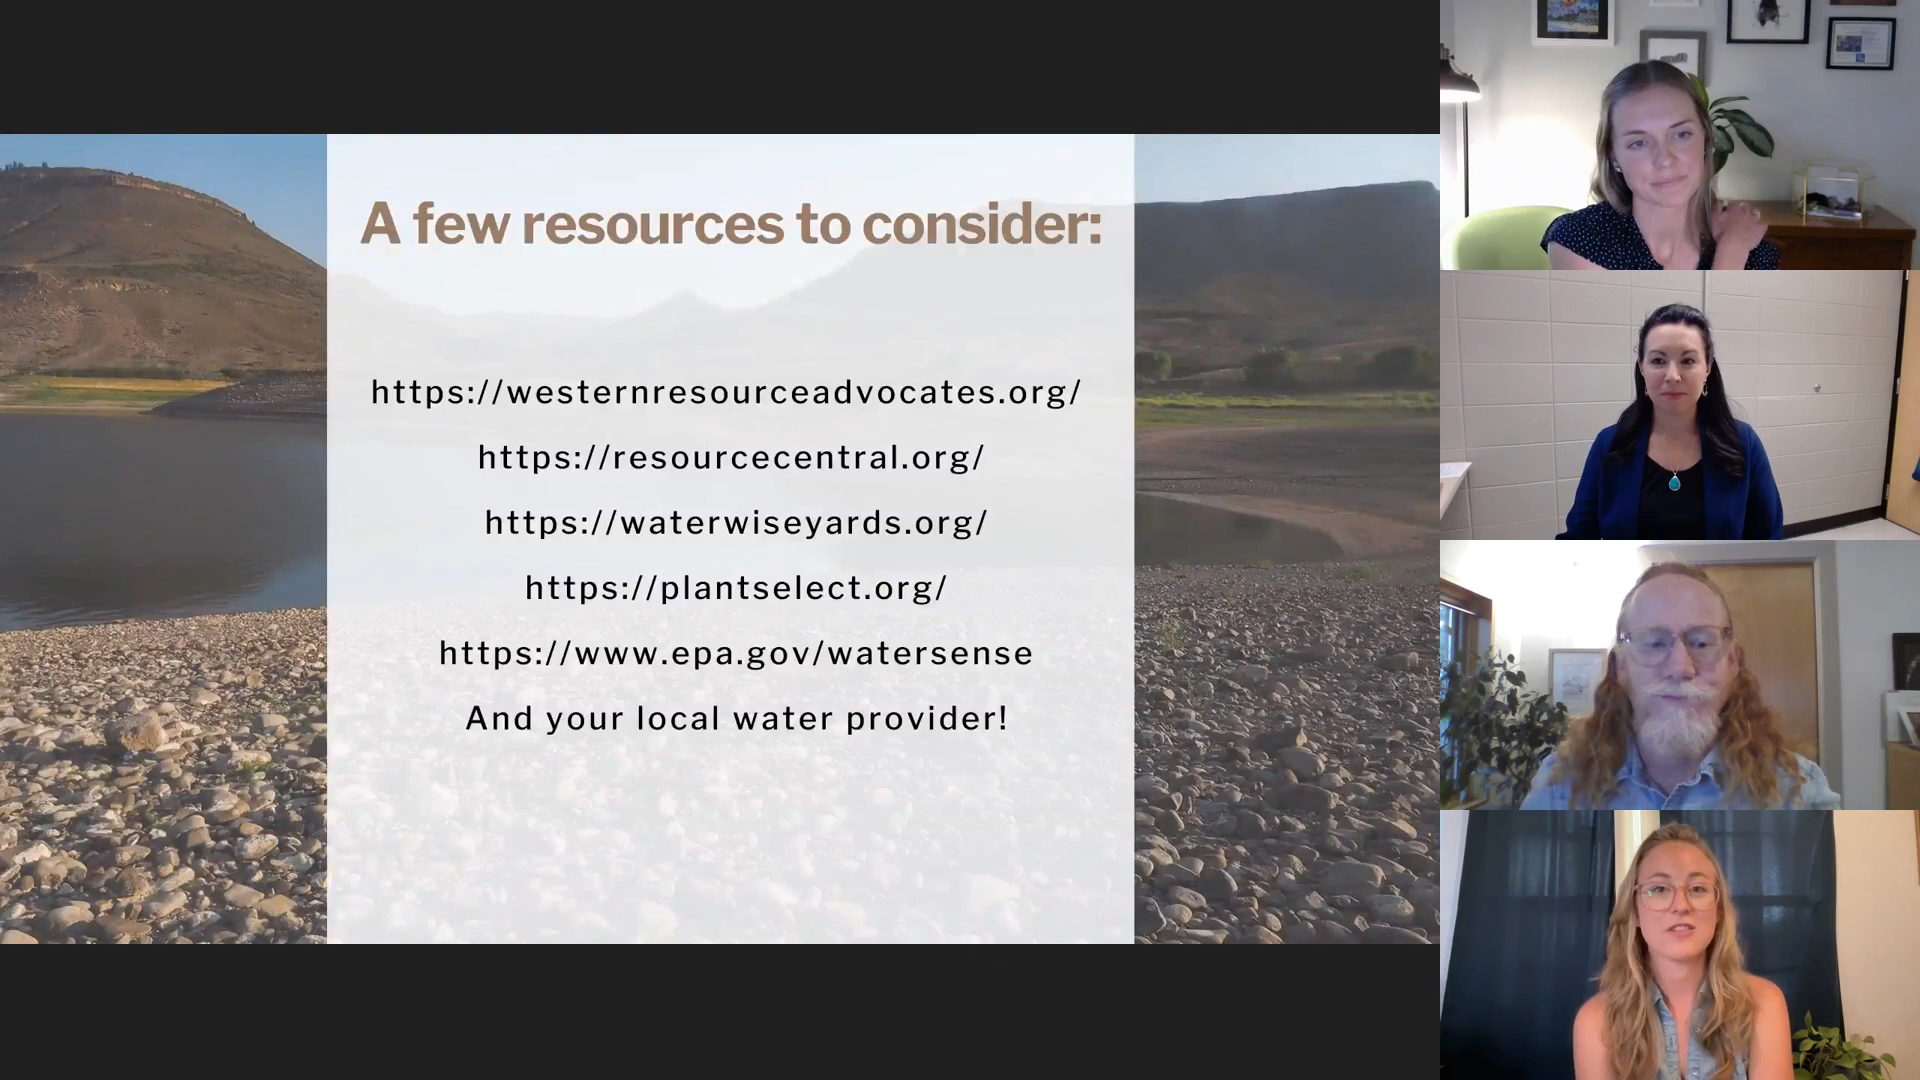 A few resources to consider:
https://westernresourceadvocates.org/
https://resourcecentral.org/
https://waterwiseyards.org/
https://plantselect.org/
https://www.epa.gov/watersense
And your local water provider!